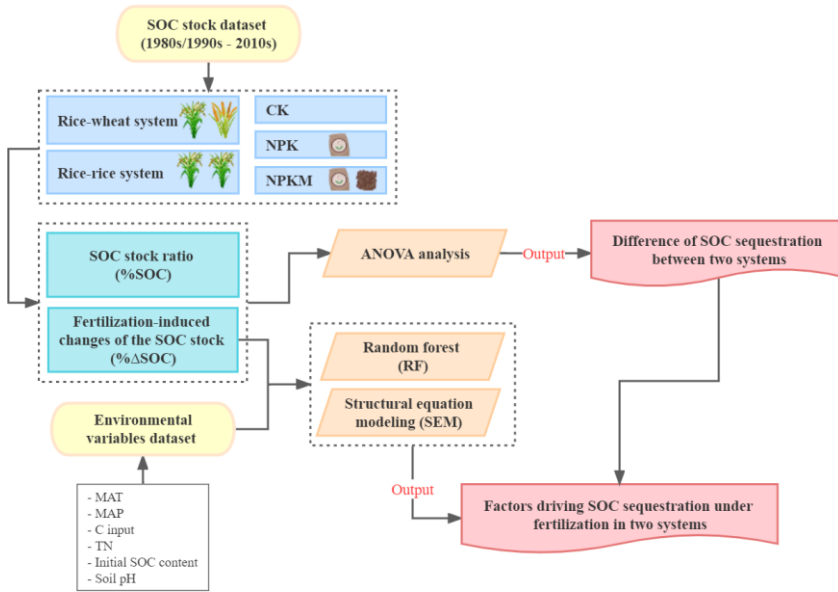 SOC stock dataset
(1980s/1990s - 2010s)
Rice-wheat system
Rice-rice system
CK
NPK
NPKM
SOC stock ratio
(%SOC)
Fertilization-induced
changes of the SOC stock
(%ΔSOC)
ANOVA analysis
Output
Difference of SOC sequestration
between two systems
Random forest
(RF)
Structural equation
modeling (SEM)
Environmental
variables dataset
- MAT
- MAP
- C input
- TN
- Initial SOC content
- Soil pH
Output
Factors driving SOC sequestration under
fertilization in two systems